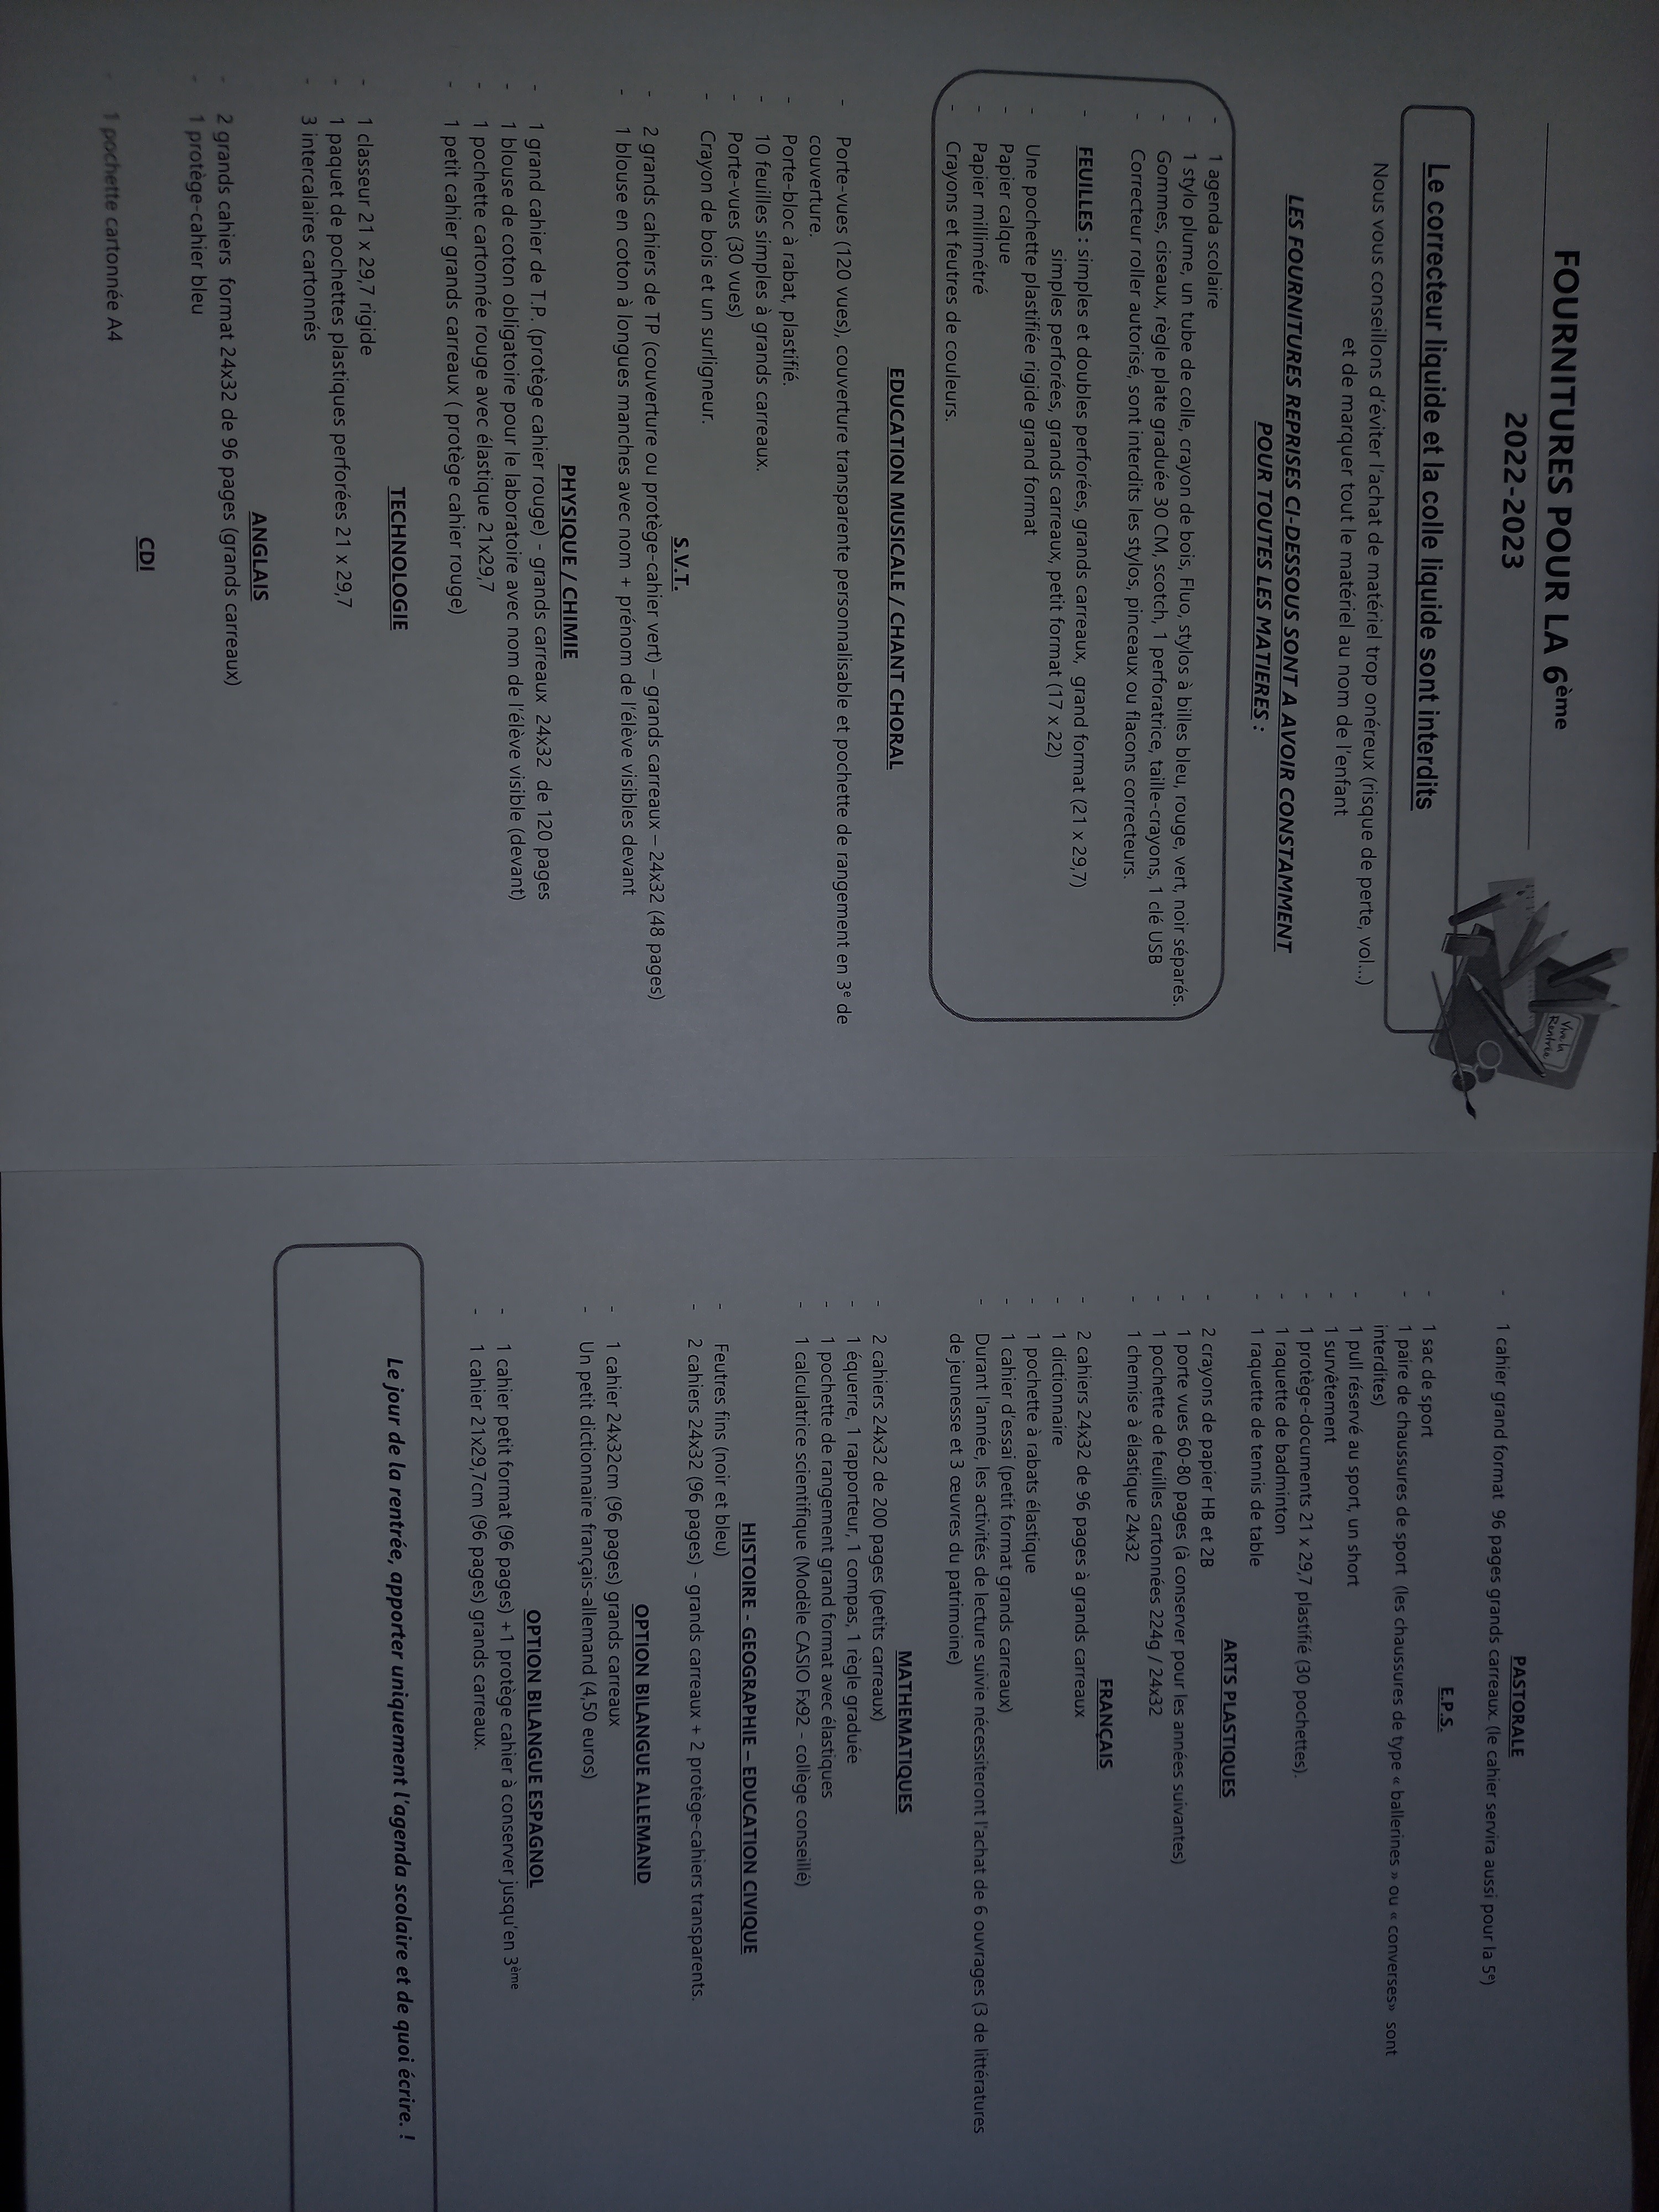 FOURNITURES POUR LA 6ème
2022-2023
Vive la
Rentrée
Le correcteur liquide et la colle liquide sont interdits
Nous vous conseillons d'éviter l'achat de matériel trop onéreux (risque de perte, vol...)
et de marquer tout le matériel au nom de l'enfant
LES FOURNITURES REPRISES CI-DESSOUS SONT A AVOIR CONSTAMMENT
POUR TOUTES LES MATIERES :
- 1 agenda scolaire
- 1 stylo plume, un tube de colle, crayon de bois, Fluo, stylos à billes bleu, rouge, vert, noir séparés.
- Gommes, ciseaux, règle plate graduée 30 CM, scotch, 1 perforatrice, taille-crayons, 1 clé USB
- Correcteur roller autorisé, sont interdits les stylos, pinceaux ou flacons correcteurs.
- FEUILLES : simples et doubles perforées, grands carreaux, grand format (21 x 29,7)
simples perforées, grands carreaux, petit format (17 x 22)
- Une pochette plastifiée rigide grand format
- Papier calque
- Papier millimétré
- Crayons et feutres de couleurs.
EDUCATION MUSICALE / CHANT CHORAL
- Porte-vues (120 vues), couverture transparente personnalisable et pochette de rangement en 3e de
couverture.
- Porte-bloc à rabat, plastifié.
- 10 feuilles simples à grands carreaux.
- Porte-vues (30 vues)
- Crayon de bois et un surligneur.
S.V.T.
- 2 grands cahiers de TP (couverture ou protège-cahier vert) – grands carreaux – 24x32 (48 pages)
- 1 blouse en coton à longues manches avec nom + prénom de l'élève visibles devant
PHYSIQUE / CHIMIE
- 1 grand cahier de T.P. (protège cahier rouge) - grands carreaux 24x32 de 120 pages
- 1 blouse de coton obligatoire pour le laboratoire avec nom de l'élève visible (devant)
- 1 pochette cartonnée rouge avec élastique 21x29,7
- 1 petit cahier grands carreaux ( protège cahier rouge)
TECHNOLOGIE
- 1 classeur 21 x 29,7 rigide
- 1 paquet de pochettes plastiques perforées 21 x 29,7
- 3 intercalaires cartonnés
ANGLAIS
- 2 grands cahiers format 24x32 de 96 pages (grands carreaux)
- 1 protège-cahier bleu
CDI
- 1 pochette cartonnée A4
PASTORALE
- 1 cahier grand format 96 pages grands carreaux. (le cahier servira aussi pour la 5e)
E.P.S.
- 1 sac de sport
- 1 paire de chaussures de sport (les chaussures de type « ballerines » ou « converses» sont
interdites)
- 1 pull réservé au sport, un short
- 1 survêtement
- 1 protège-documents 21 x 29,7 plastifié (30 pochettes).
- 1 raquette de badminton
- 1 raquette de tennis de table
ARTS PLASTIQUES
- 2 crayons de papier HB et 2B
- 1 porte vues 60-80 pages (à conserver pour les années suivantes)
- 1 pochette de feuilles cartonnées 224g / 24x32
- 1 chemise à élastique 24x32
FRANÇAIS
- 2 cahiers 24x32 de 96 pages à grands carreaux
- 1 dictionnaire
- 1 pochette à rabats élastique
- 1 cahier d'essai (petit format grands carreaux)
- Durant l'année, les activités de lecture suivie nécessiteront l'achat de 6 ouvrages (3 de littératures
de jeunesse et 3 œuvres du patrimoine)
MATHEMATIQUES
- 2 cahiers 24x32 de 200 pages (petits carreaux)
- 1 équerre, 1 rapporteur, 1 compas, 1 règle graduée
- 1 pochette de rangement grand format avec élastiques
- 1 calculatrice scientifique (Modèle CASIO Fx92 - collège conseillé)
HISTOIRE - GEOGRAPHIE – EDUCATION CIVIQUE
- Feutres fins (noir et bleu)
- 2 cahiers 24x32 (96 pages) - grands carreaux + 2 protège-cahiers transparents.
OPTION BILANGUE ALLEMAND
- 1 cahier 24x32cm (96 pages) grands carreaux
- Un petit dictionnaire français-allemand (4,50 euros)
OPTION BILANGUE ESPAGNOL
- 1 cahier petit format (96 pages) +1 protège cahier à conserver jusqu'en 3ème
- 1 cahier 21x29,7cm (96 pages) grands carreaux.
Le jour de la rentrée, apporter uniquement l'agenda scolaire et de quoi écrire. !